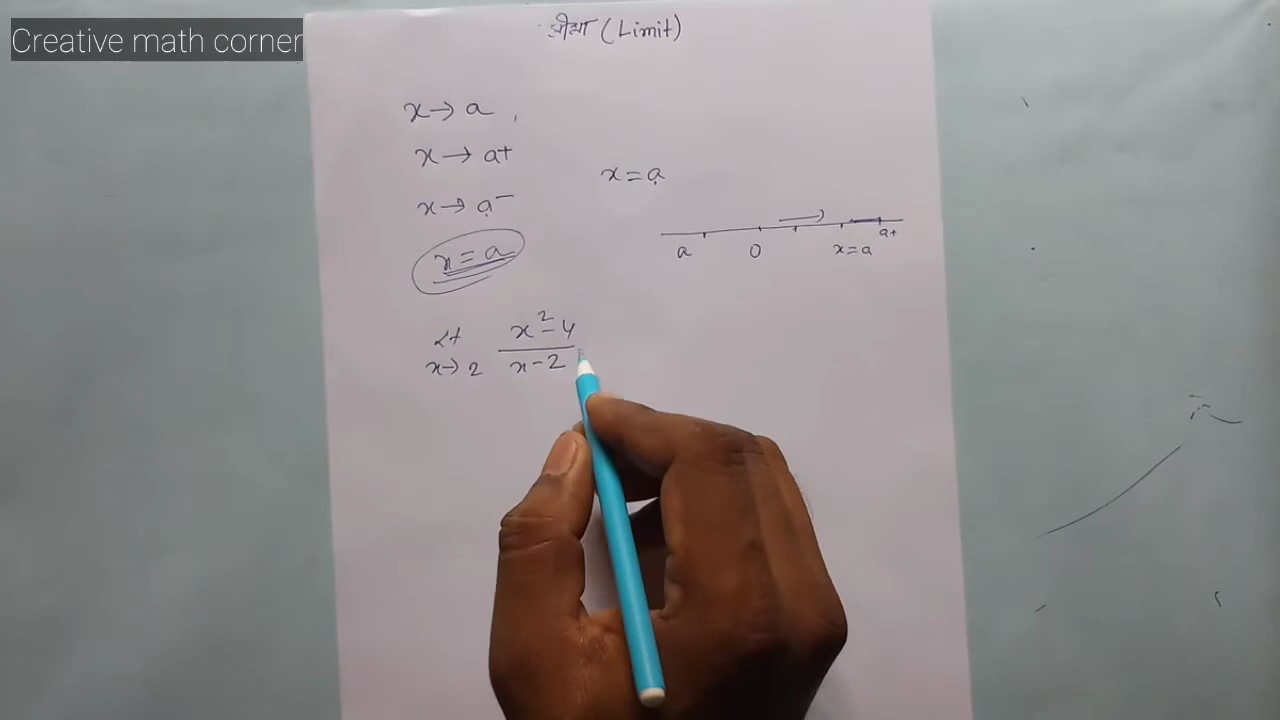 Creative math corner
সীমা (Limit)
x → a,
x → a+
x → a⁻
x = a
x = a
a 0 x=a a+
Lt x→2 x²-4 / x-2